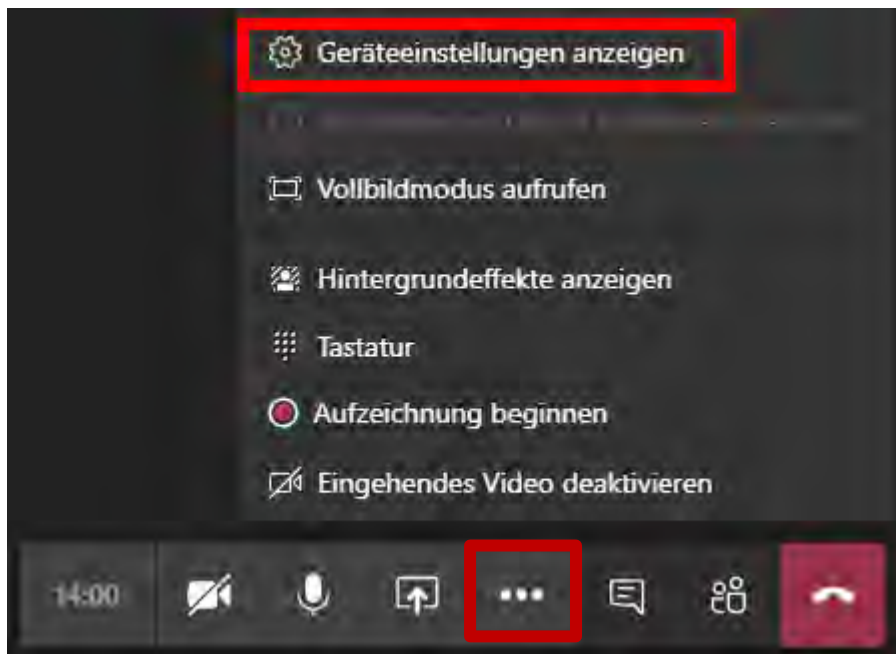 Geräteeinstellungen anzeigen
Vollbildmodus aufrufen
Hintergrundeffekte anzeigen
Tastatur
Aufzeichnung beginnen
Eingehendes Video deaktivieren
14:00